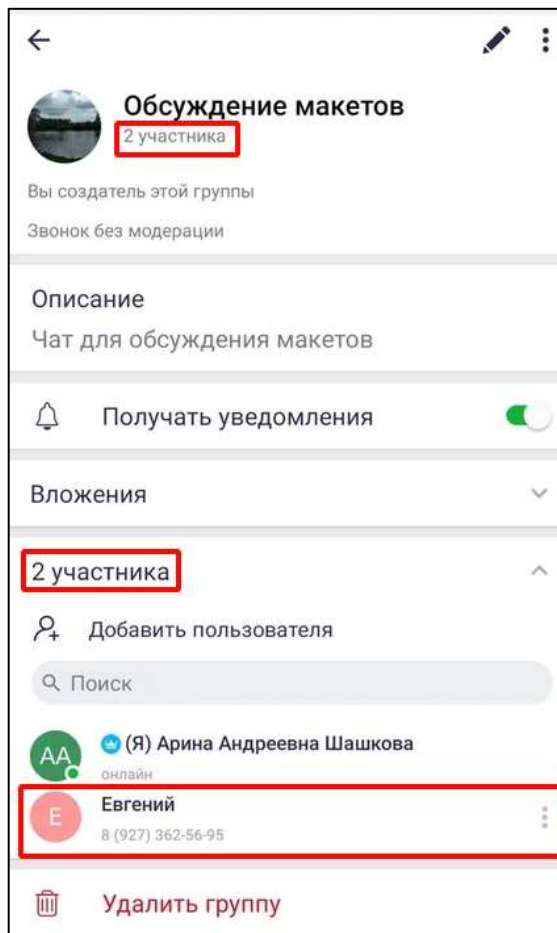 Обсуждение макетов
2 участника
Вы создатель этой группы
Звонок без модерации
Описание
Чат для обсуждения макетов
Получать уведомления
Вложения
2 участника
Добавить пользователя
Поиск
АА
(Я) Арина Андреевна Шашкова
онлайн
Е
Евгений
8 (927) 362-56-95
Удалить группу